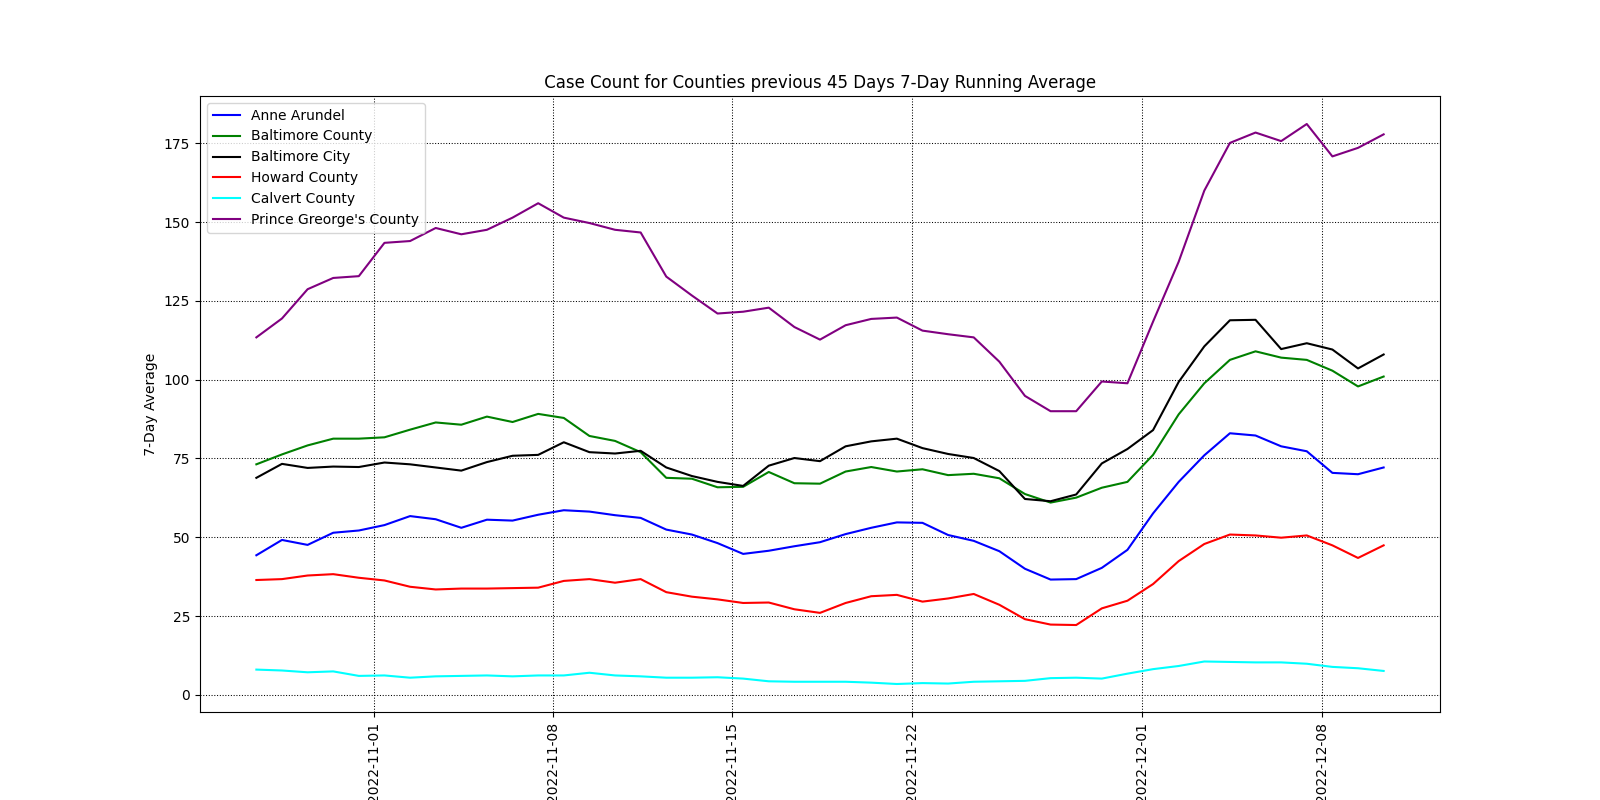 Case Count for Counties previous 45 Days 7-Day Running Average
Anne Arundel
Baltimore County
Baltimore City
Howard County
Calvert County
Prince Greorge's County
7-Day Average
175
150
125
100
75
50
25
0
2022-11-01
2022-11-08
2022-11-15
2022-11-22
2022-12-01
2022-12-08